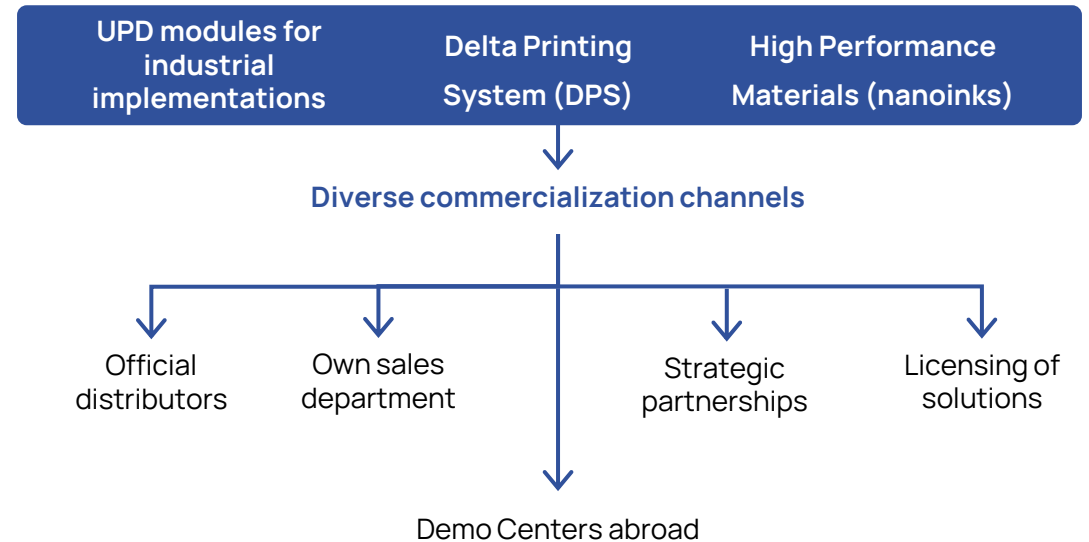 UPD modules for
industrial
implementations
Delta Printing
System (DPS)
High Performance
Materials (nanoinks)
Diverse commercialization channels
Official
distributors
Own sales
department
Strategic
partnerships
Licensing of
solutions
Demo Centers abroad